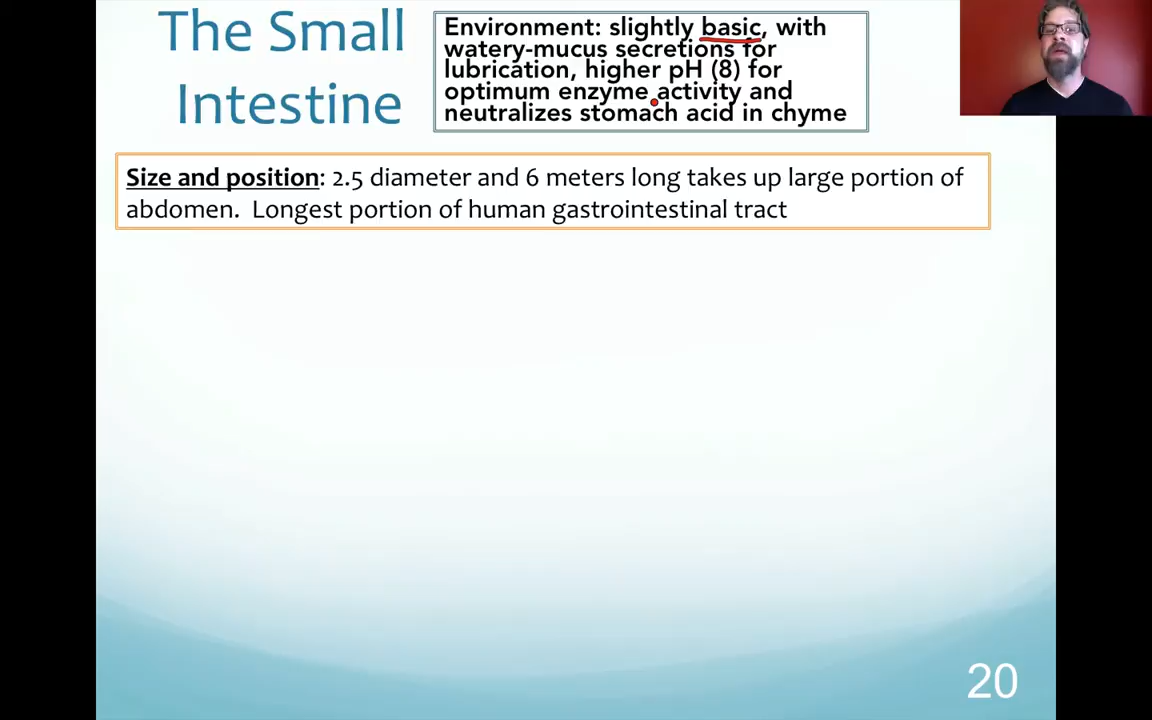 The Small
Intestine
Environment: slightly basic, with
watery-mucus secretions for
lubrication, higher pH (8) for
optimum enzyme activity and
neutralizes stomach acid in chyme
Size and position: 2.5 diameter and 6 meters long takes up large portion of
abdomen. Longest portion of human gastrointestinal tract
20